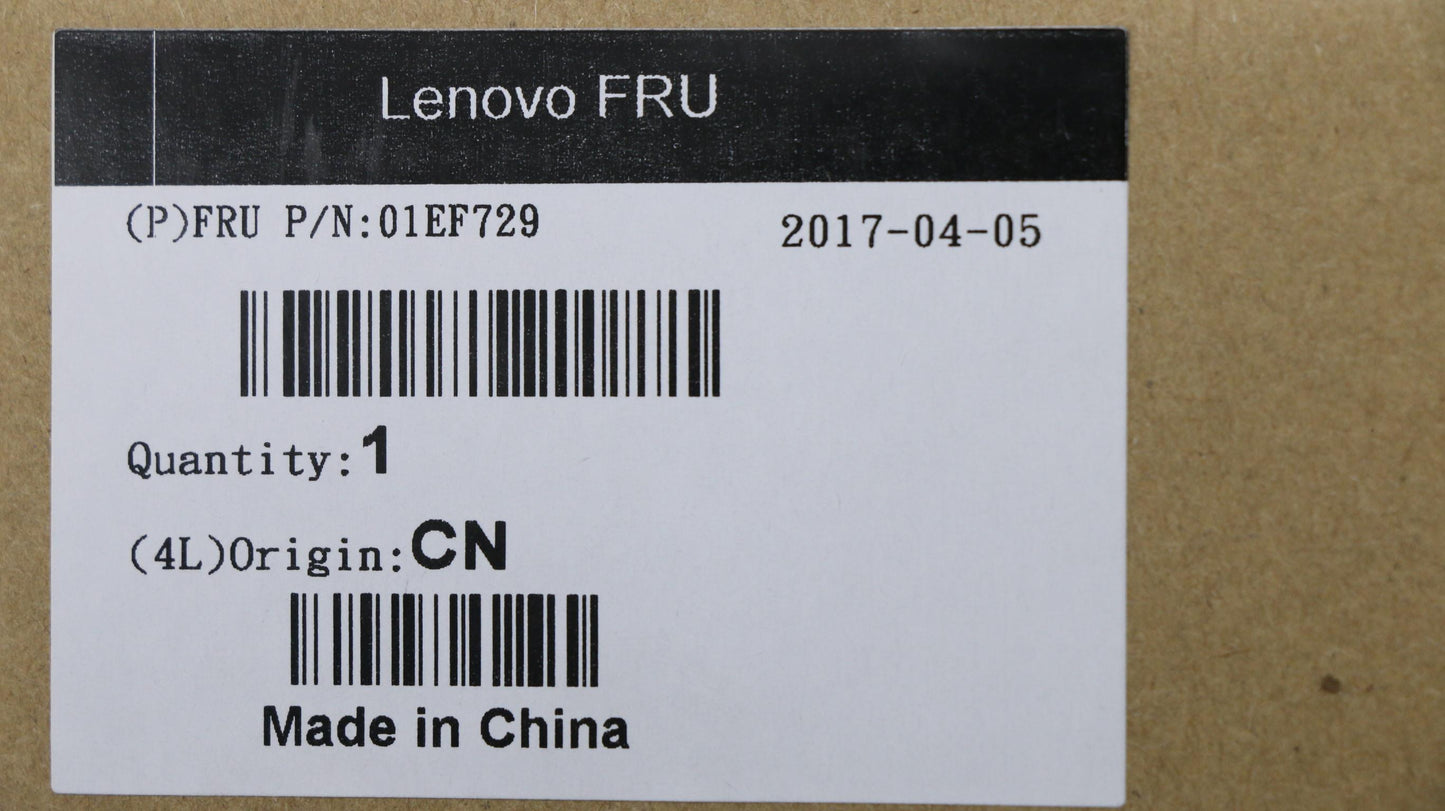 Lenovo FRU
(P)FRU P/N:01EF729 2017-04-05
Quantity:1
(4L)Origin:CN
Made in China